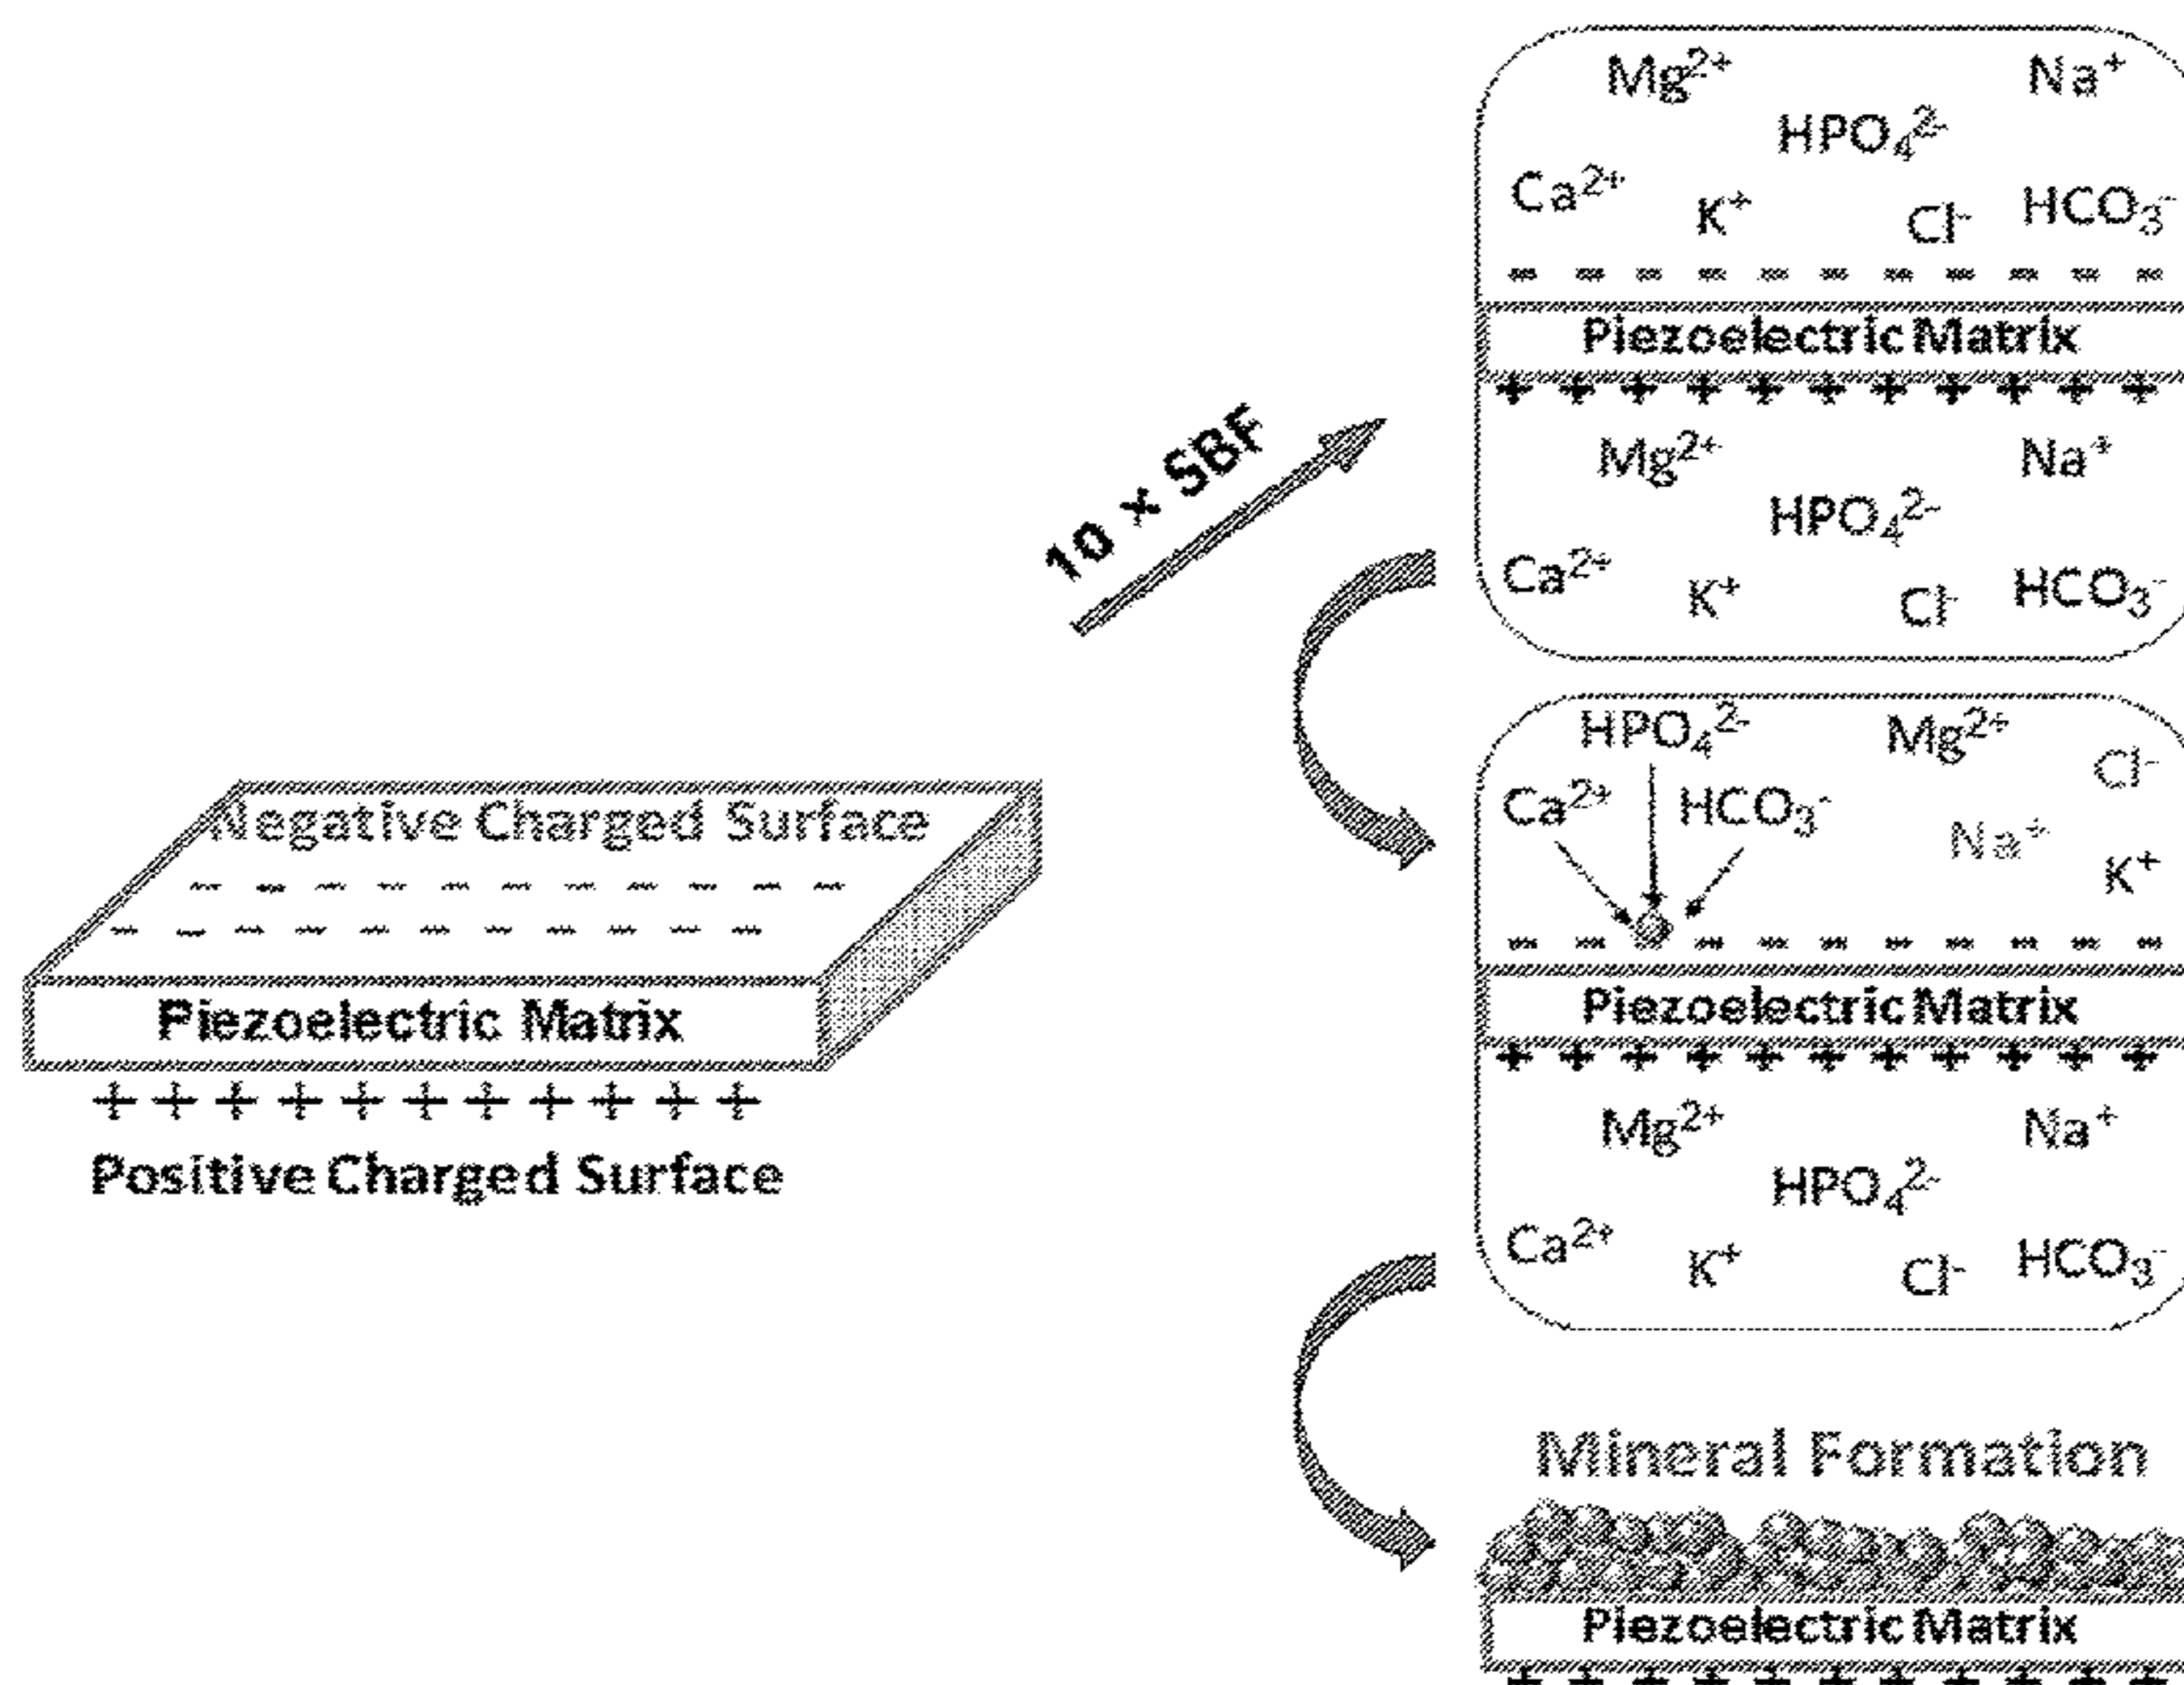 Negative Charged Surface
- - - - - - - - - - -
- - - - - - - - - - -
Piezoelectric Matrix
+ + + + + + + + + + +
Positive Charged Surface
10 × SBF
Mg²⁺ Na⁺
HPO₄²⁻
Ca²⁺ K⁺ Cl⁻ HCO₃⁻
- - - - - - - - - - -
Piezoelectric Matrix
+ + + + + + + + + + +
Mg²⁺ Na⁺
HPO₄²⁻
Ca²⁺ K⁺ Cl⁻ HCO₃⁻
HPO₄²⁻ Mg²⁺ Cl⁻
Ca²⁺ HCO₃⁻ Na⁺ K⁺
- - - - - - - - - -
Piezoelectric Matrix
+ + + + + + + + + + +
Mg²⁺ Na⁺
HPO₄²⁻
Ca²⁺ K⁺ Cl⁻ HCO₃⁻
Mineral Formation
Piezoelectric Matrix
+ + + + + + + + + + +